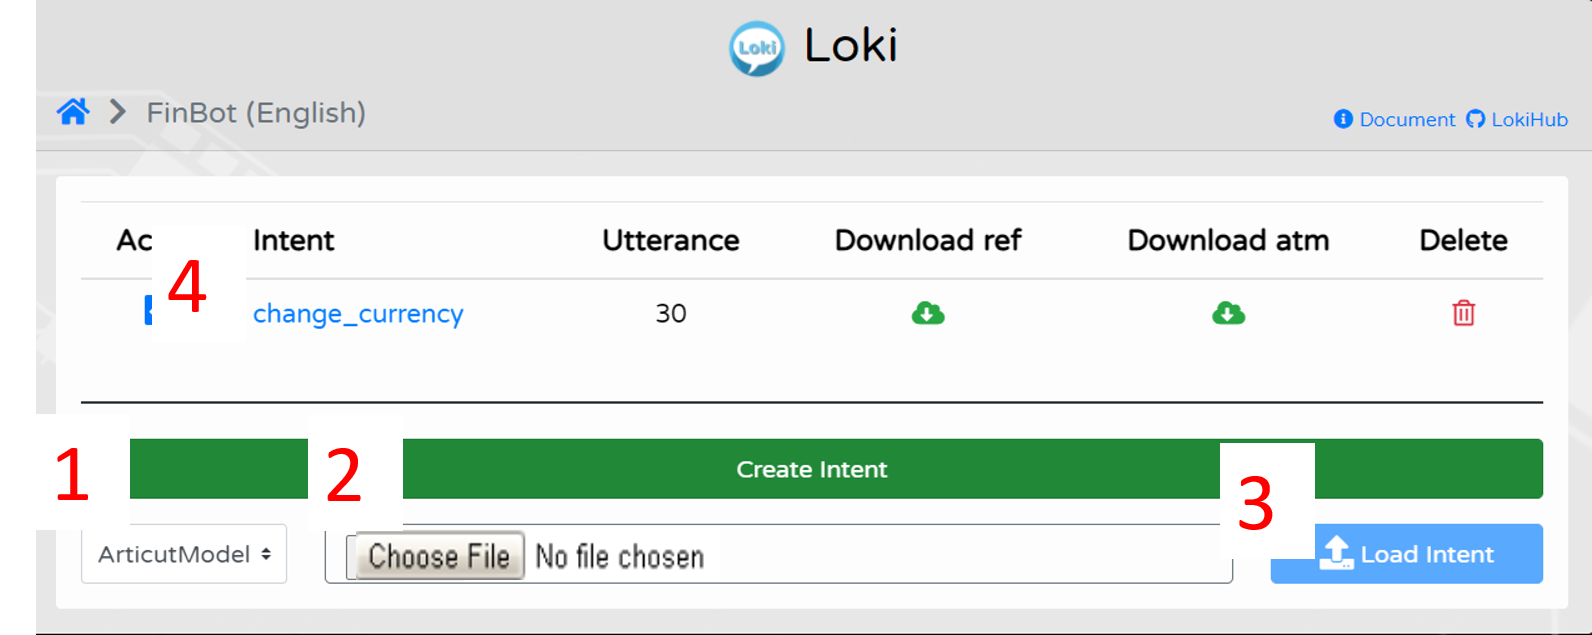 Loki Loki
FinBot (English)
Document LokiHub
Intent Utterance Download ref Download atm Delete
4
change_currency 30
1 2 3
Create Intent
ArticutModel Choose File No file chosen Load Intent